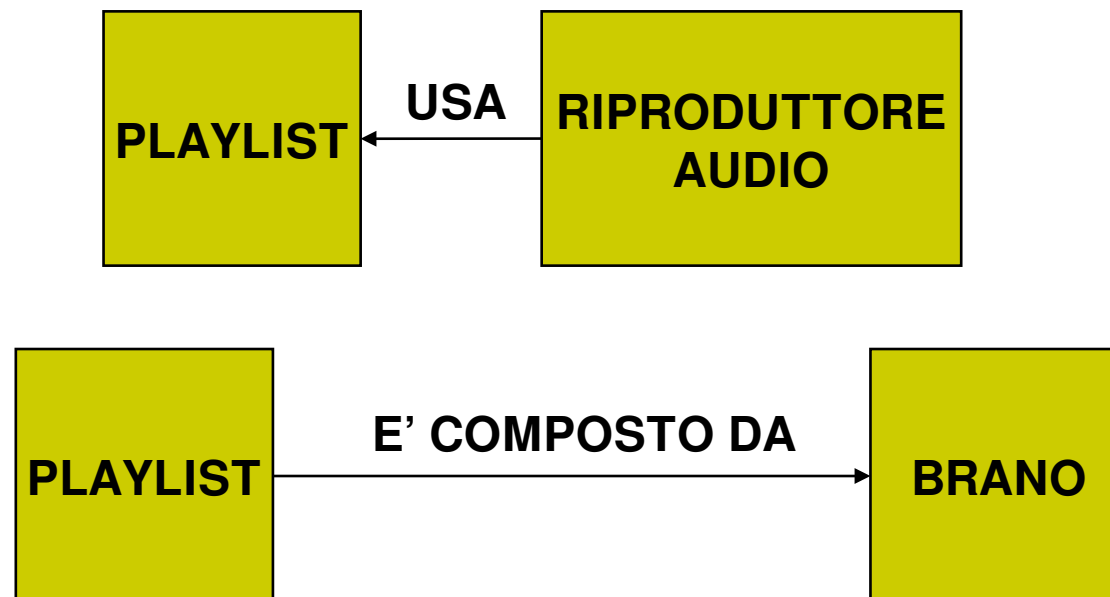 PLAYLIST
USA
RIPRODUTTORE
AUDIO
PLAYLIST
E’ COMPOSTO DA
BRANO